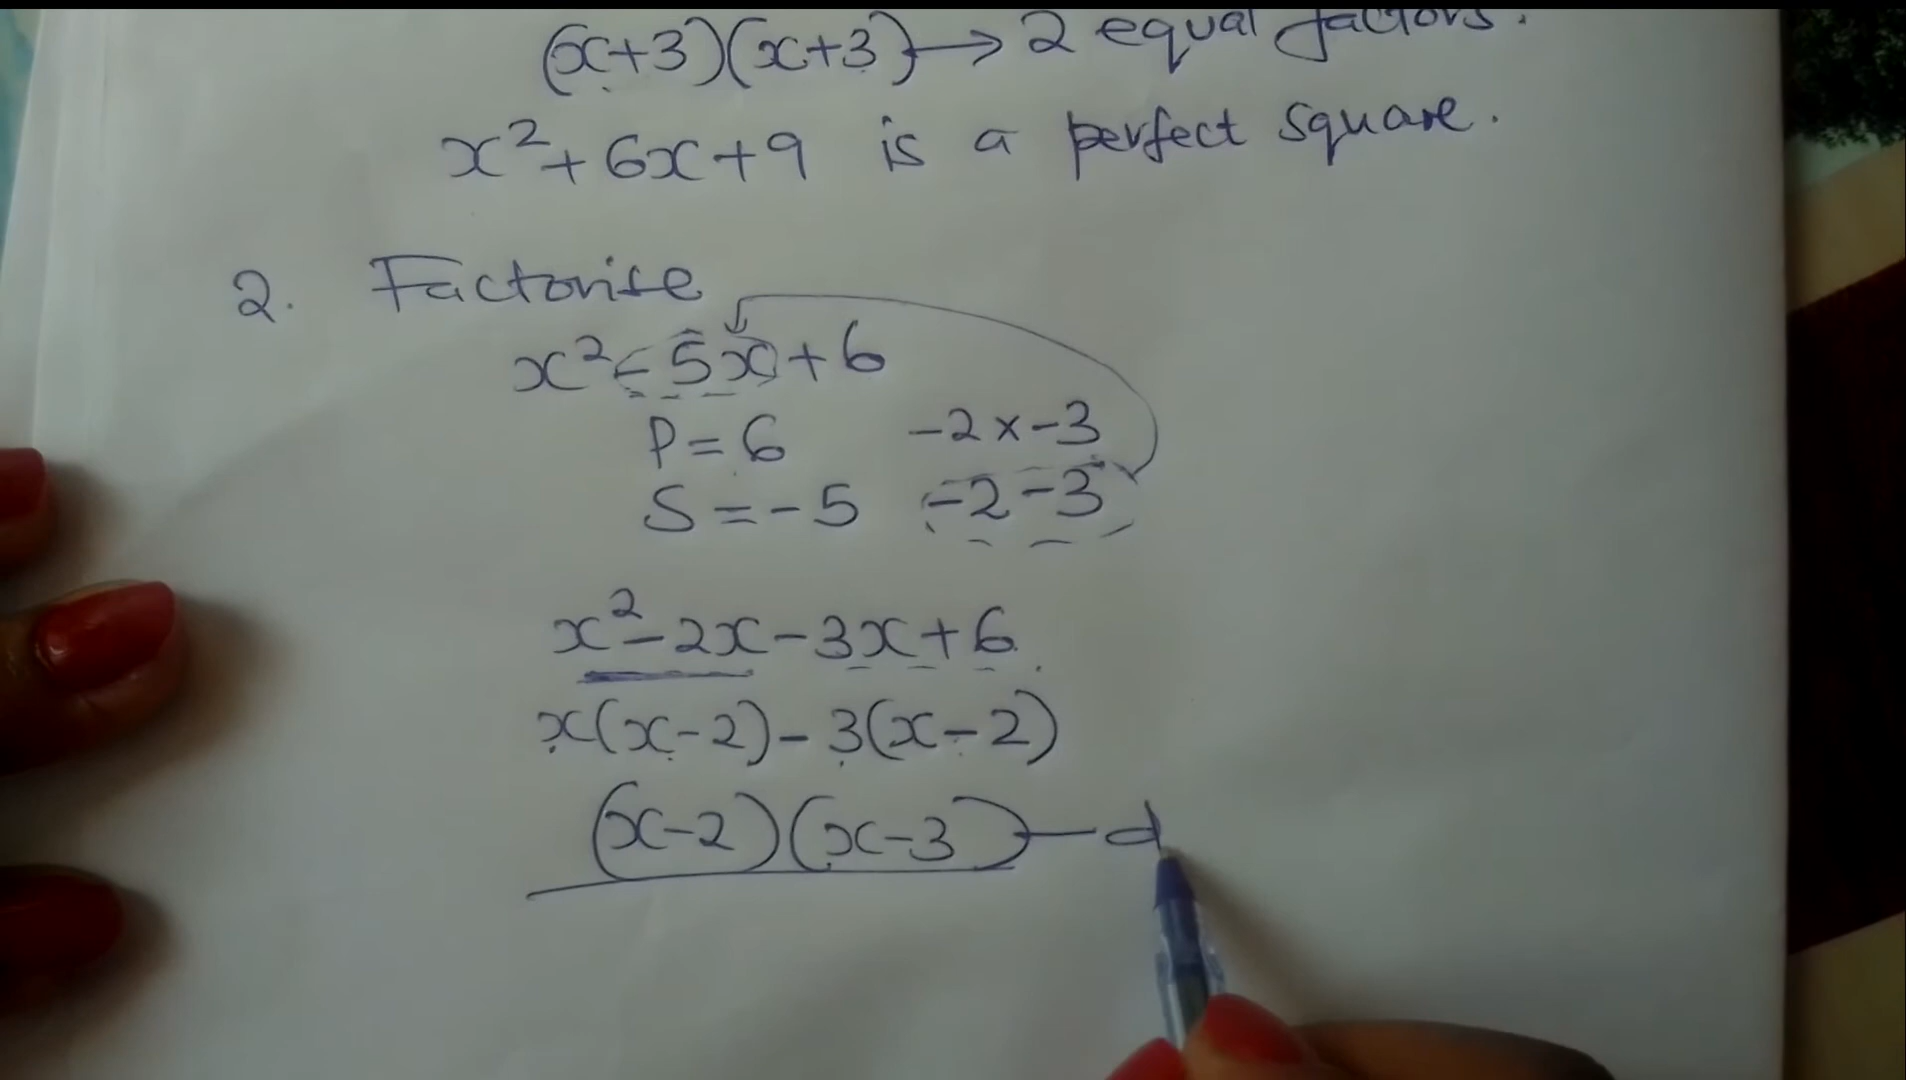 (x+3)(x+3)→2 equal factors.
x²+6x+9 is a perfect square.
2. Factorise
x²-5x+6
P=6 -2x-3
S=-5 -2-3
x²-2x-3x+6
x(x-2)-3(x-2)
(x-2)(x-3)—d